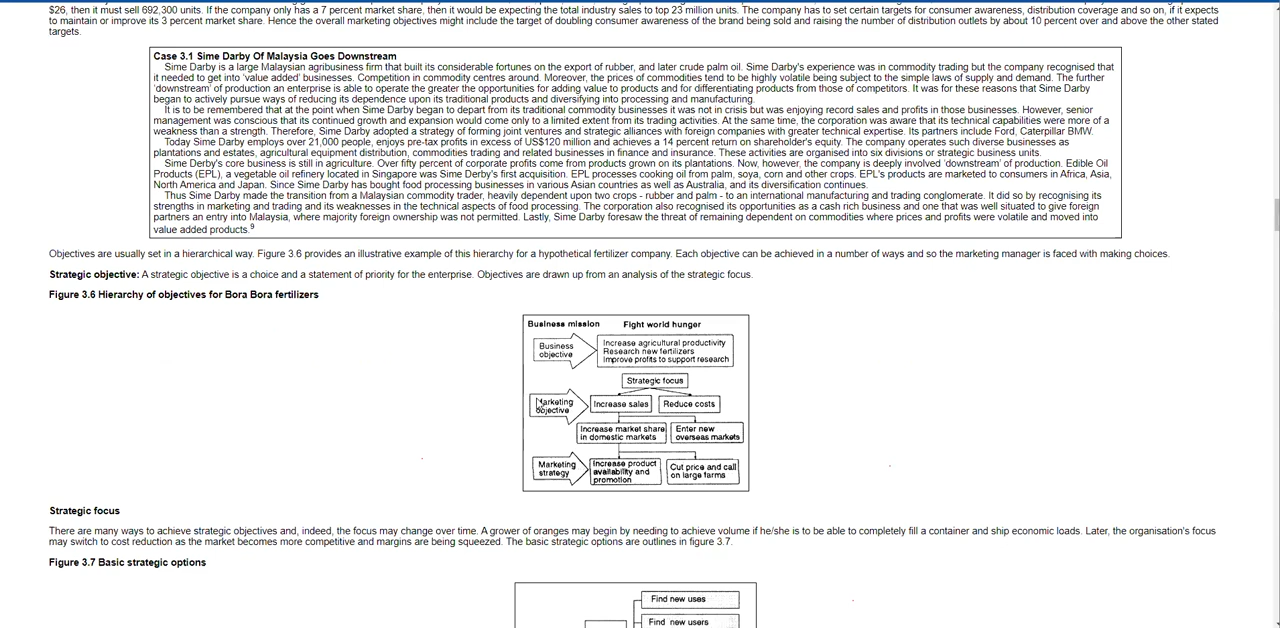 $26, then it must sell 692,300 units. If the company only has a 7 percent market share, then it would be expecting the total industry sales to top 23 million units. The company has to set certain targets for consumer awareness, distribution coverage and so on, if it expects
to maintain or improve its 3 percent market share. Hence the overall marketing objectives might include the target of doubling consumer awareness of the brand being sold and raising the number of distribution outlets by about 10 percent over and above the other stated
targets.
Case 3.1 Sime Darby Of Malaysia Goes Downstream
Sime Darby is a large Malaysian agribusiness firm that built its considerable fortunes on the export of rubber, and later crude palm oil. Sime Darby's experience was in commodity trading but the company recognised that
it needed to get into 'value added' businesses. Competition in commodity centres around. Moreover, the prices of commodities tend to be highly volatile being subject to the simple laws of supply and demand. The further
'downstream' of production an enterprise is able to operate the greater the opportunities for adding value to products and for differentiating products from those of competitors. It was for these reasons that Sime Darby
began to actively pursue ways of reducing its dependence upon its traditional products and diversifying into processing and manufacturing.
It is to be remembered that at the point when Sime Darby began to depart from its traditional commodity businesses it was not in crisis but was enjoying record sales and profits in those businesses. However, senior
management was conscious that its continued growth and expansion would come only to a limited extent from its trading activities. At the same time, the corporation was aware that its technical capabilities were more of a
weakness than a strength. Therefore, Sime Darby adopted a strategy of forming joint ventures and strategic alliances with foreign companies with greater technical expertise. Its partners include Ford, Caterpillar BMW.
Today Sime Darby employs over 21,000 people, enjoys pre-tax profits in excess of US$120 million and achieves a 14 percent return on shareholder's equity. The company operates such diverse businesses as
plantations and estates, agricultural equipment distribution, commodities trading and related businesses in finance and insurance. These activities are organised into six divisions or strategic business units.
Sime Derby's core business is still in agriculture. Over fifty percent of corporate profits come from products grown on its plantations. Now, however, the company is deeply involved 'downstream' of production. Edible Oil
Products (EPL), a vegetable oil refinery located in Singapore was Sime Derby's first acquisition. EPL processes cooking oil from palm, soya, corn and other crops. EPL's products are marketed to consumers in Africa, Asia,
North America and Japan. Since Sime Darby has bought food processing businesses in various Asian countries as well as Australia, and its diversification continues.
Thus Sime Darby made the transition from a Malaysian commodity trader, heavily dependent upon two crops - rubber and palm - to an international manufacturing and trading conglomerate. It did so by recognising its
strengths in marketing and trading and its weaknesses in the technical aspects of food processing. The corporation also recognised its opportunities as a cash rich business and one that was well situated to give foreign
partners an entry into Malaysia, where majority foreign ownership was not permitted. Lastly, Sime Darby foresaw the threat of remaining dependent on commodities where prices and profits were volatile and moved into
value added products.9
Objectives are usually set in a hierarchical way. Figure 3.6 provides an illustrative example of this hierarchy for a hypothetical fertilizer company. Each objective can be achieved in a number of ways and so the marketing manager is faced with making choices.
Strategic objective: A strategic objective is a choice and a statement of priority for the enterprise. Objectives are drawn up from an analysis of the strategic focus.
Figure 3.6 Hierarchy of objectives for Bora Bora fertilizers
Business mission Fight world hunger
Business
objective
Increase agricultural productivity
Research new fertilizers
Improve profits to support research
Strategic focus
Marketing
objective
Increase sales
Reduce costs
Increase market share
in domestic markets
Enter new
overseas markets
Marketing
strategy
Increase product
availability and
promotion
Cut price and call
on large farms
Strategic focus
There are many ways to achieve strategic objectives and, indeed, the focus may change over time. A grower of oranges may begin by needing to achieve volume if he/she is to be able to completely fill a container and ship economic loads. Later, the organisation's focus
may switch to cost reduction as the market becomes more competitive and margins are being squeezed. The basic strategic options are outlines in figure 3.7.
Figure 3.7 Basic strategic options
Find new uses
Find new users